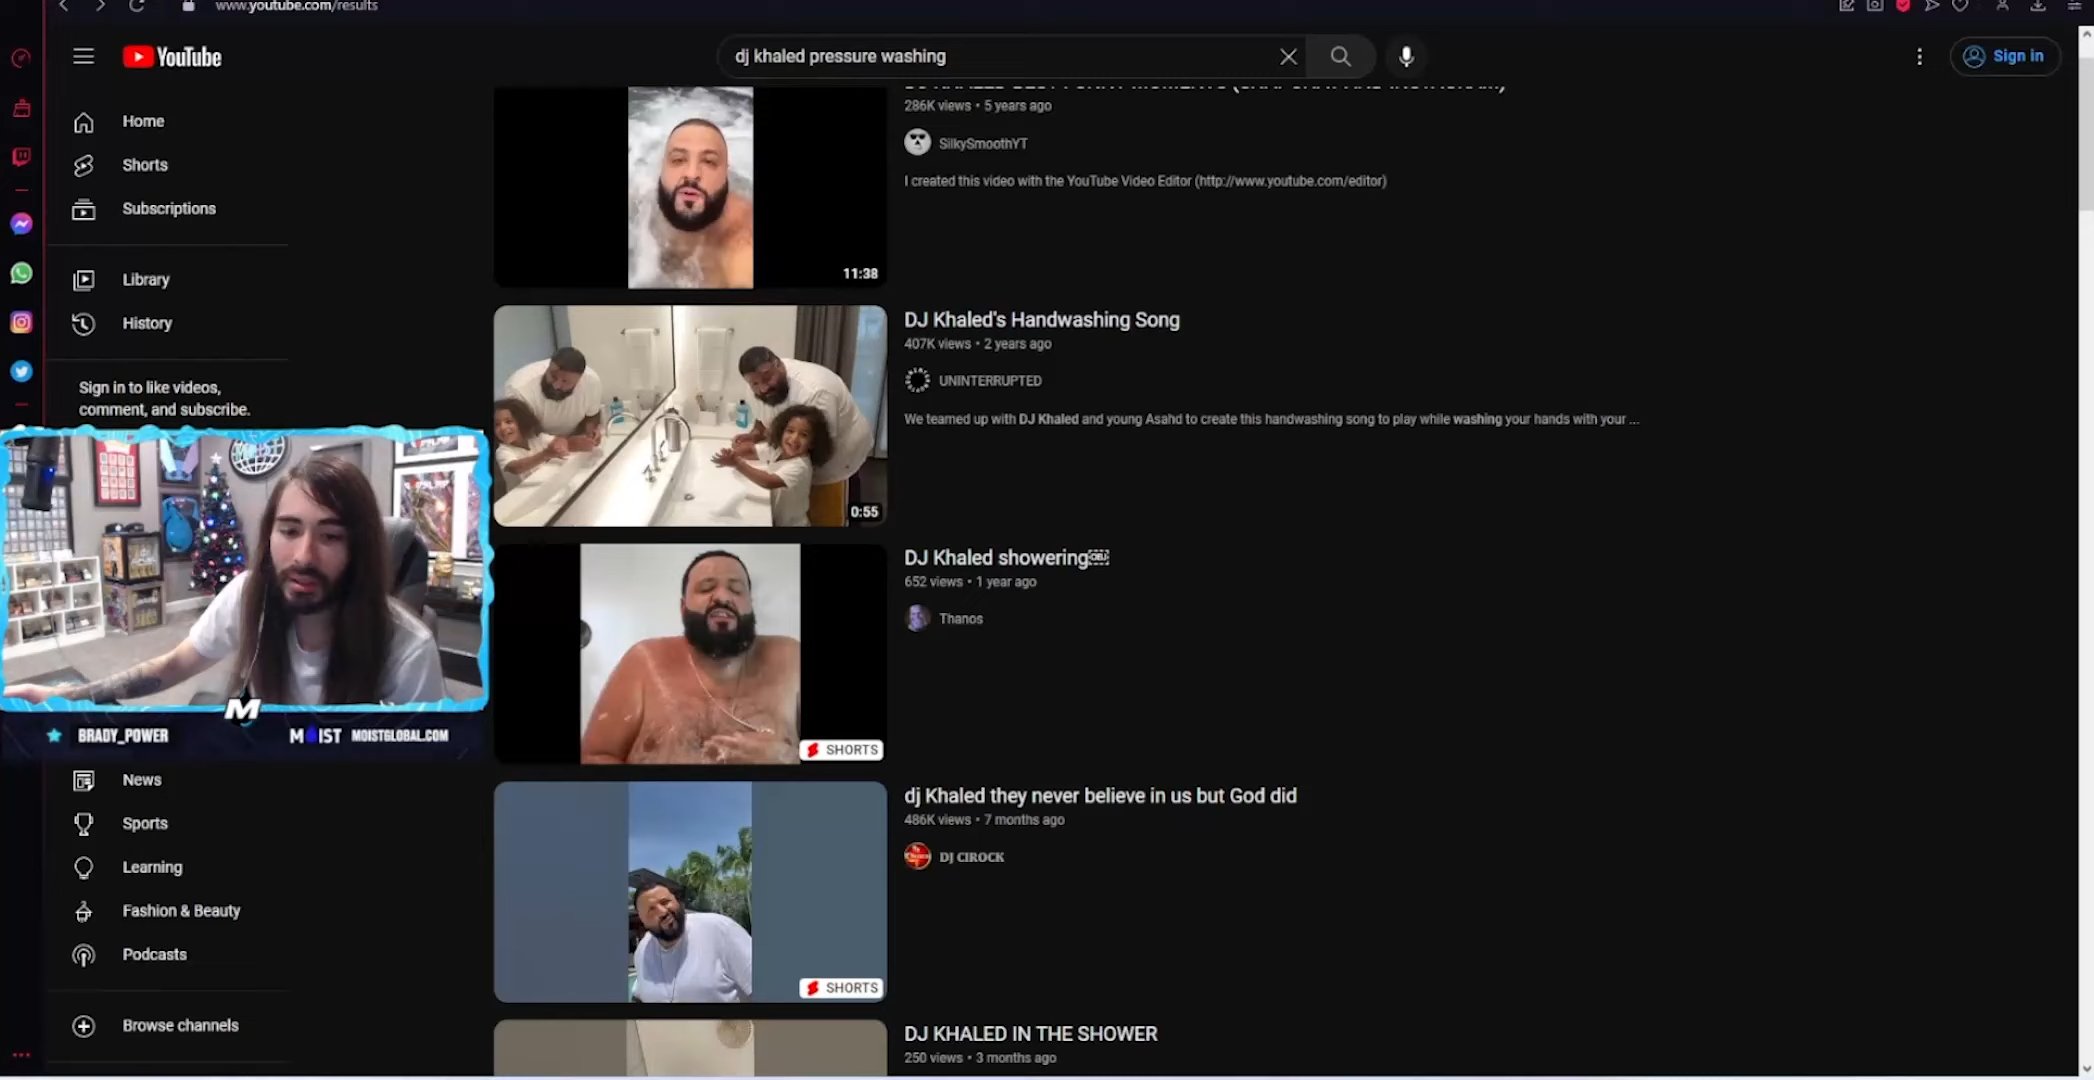 www.youtube.com/results
YouTube
dj khaled pressure washing
Sign in
Home
Shorts
Subscriptions
Library
History
Sign in to like videos,
comment, and subscribe.
BRADY_POWER
MOIST MOISTGLOBAL.COM
News
Sports
Learning
Fashion & Beauty
Podcasts
Browse channels
286K views • 5 years ago
SilkySmoothYT
I created this video with the YouTube Video Editor (http://www.youtube.com/editor)
11:38
DJ Khaled's Handwashing Song
407K views • 2 years ago
UNINTERRUPTED
We teamed up with DJ Khaled and young Asahd to create this handwashing song to play while washing your hands with your ...
0:55
DJ Khaled showering
652 views • 1 year ago
Thanos
SHORTS
dj Khaled they never believe in us but God did
486K views • 7 months ago
DJ CIROCK
SHORTS
DJ KHALED IN THE SHOWER
250 views • 3 months ago